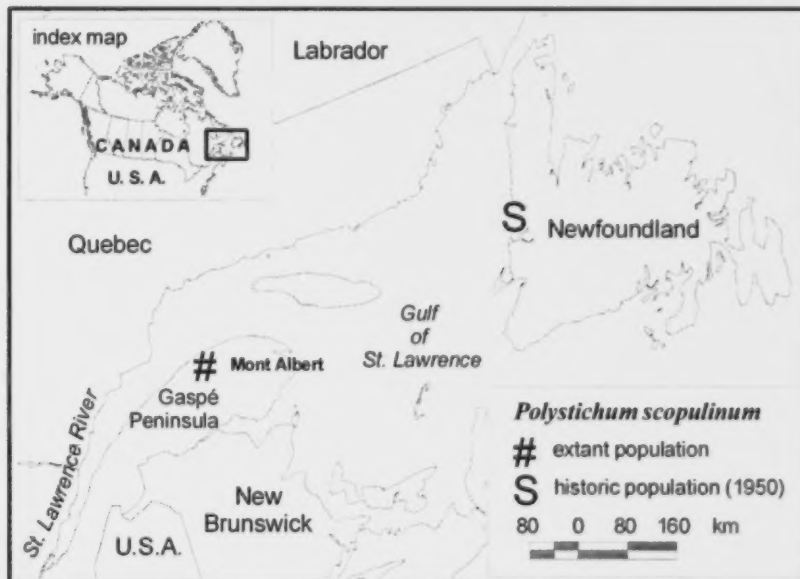 index map
Labrador
CANADA
U.S.A.
Quebec
S
Newfoundland
Gulf
of
St. Lawrence
# Mont Albert
Gaspé
Peninsula
St. Lawrence River
New
Brunswick
U.S.A.
Polystichum scopulinum
# extant population
S historic population (1950)
80 0 80 160 km